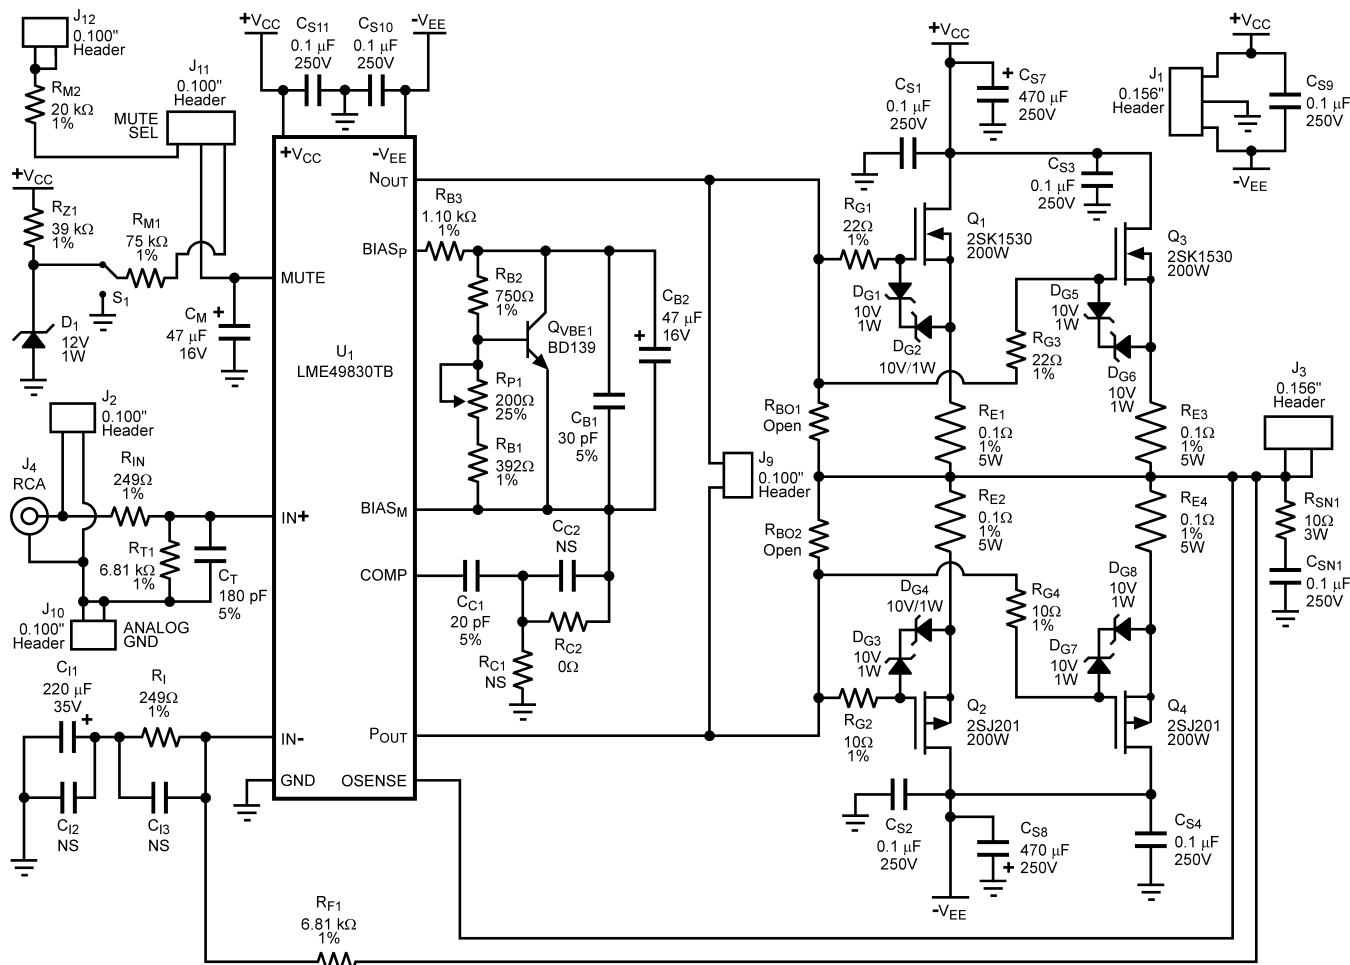 J12
0.100"
Header
RM2
20 kΩ
1%
J11
0.100"
Header
MUTE
SEL
+VCC
CS11
0.1 µF
250V
CS10
0.1 µF
250V
-VEE
+VCC
RZ1
39 kΩ
1%
RM1
75 kΩ
1%
S1
D1
12V
1W
CM
+
47 µF
16V
J2
0.100"
Header
J4
RCA
RIN
249Ω
1%
RT1
6.81 kΩ
1%
CT
180 pF
5%
J10
0.100"
Header
ANALOG
GND
CI1
220 µF
35V
+
RI
249Ω
1%
CI2
NS
CI3
NS
RF1
6.81 kΩ
1%
+VCC
-VEE
NOUT
BIASP
MUTE
U1
LME49830TB
IN+
BIASM
COMP
IN-
POUT
GND
OSENSE
RB3
1.10 kΩ
1%
RB2
750Ω
1%
QVBE1
BD139
CB2
47 µF
16V
+
RP1
200Ω
25%
CB1
30 pF
5%
RB1
392Ω
1%
CC2
NS
CC1
20 pF
5%
RC1
NS
RC2
0Ω
J9
0.100"
Header
+VCC
CS1
0.1 µF
250V
+
CS7
470 µF
250V
CS3
0.1 µF
250V
+VCC
J1
0.156"
Header
CS9
0.1 µF
250V
-VEE
RG1
22Ω
1%
Q1
2SK1530
200W
DG1
10V
1W
DG2
10V/1W
Q3
2SK1530
200W
DG5
10V
1W
RG3
22Ω
1%
DG6
10V
1W
RBO1
Open
RE1
0.1Ω
1%
5W
RE3
0.1Ω
1%
5W
J3
0.156"
Header
RBO2
Open
RE2
0.1Ω
1%
5W
RE4
0.1Ω
1%
5W
RSN1
10Ω
3W
CSN1
0.1 µF
250V
DG4
10V/1W
DG3
10V
1W
RG4
10Ω
1%
DG8
10V
1W
DG7
10V
1W
RG2
10Ω
1%
Q2
2SJ201
200W
Q4
2SJ201
200W
CS2
0.1 µF
250V
CS8
470 µF
250V
+
CS4
0.1 µF
250V
-VEE